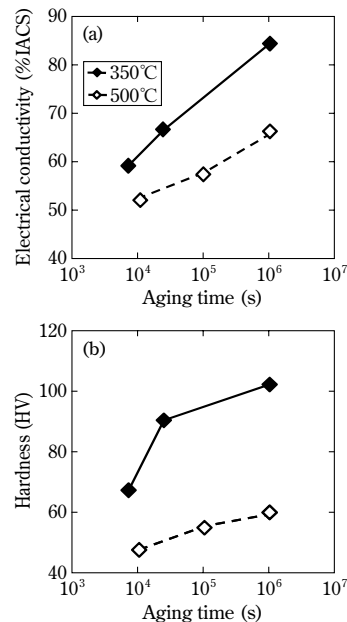 (a)
Electrical conductivity (%IACS)
90
80
70
60
50
40
350℃
500℃
10³ 10⁴ 10⁵ 10⁶ 10⁷
Aging time (s)
(b)
Hardness (HV)
120
100
80
60
40
10³ 10⁴ 10⁵ 10⁶ 10⁷
Aging time (s)